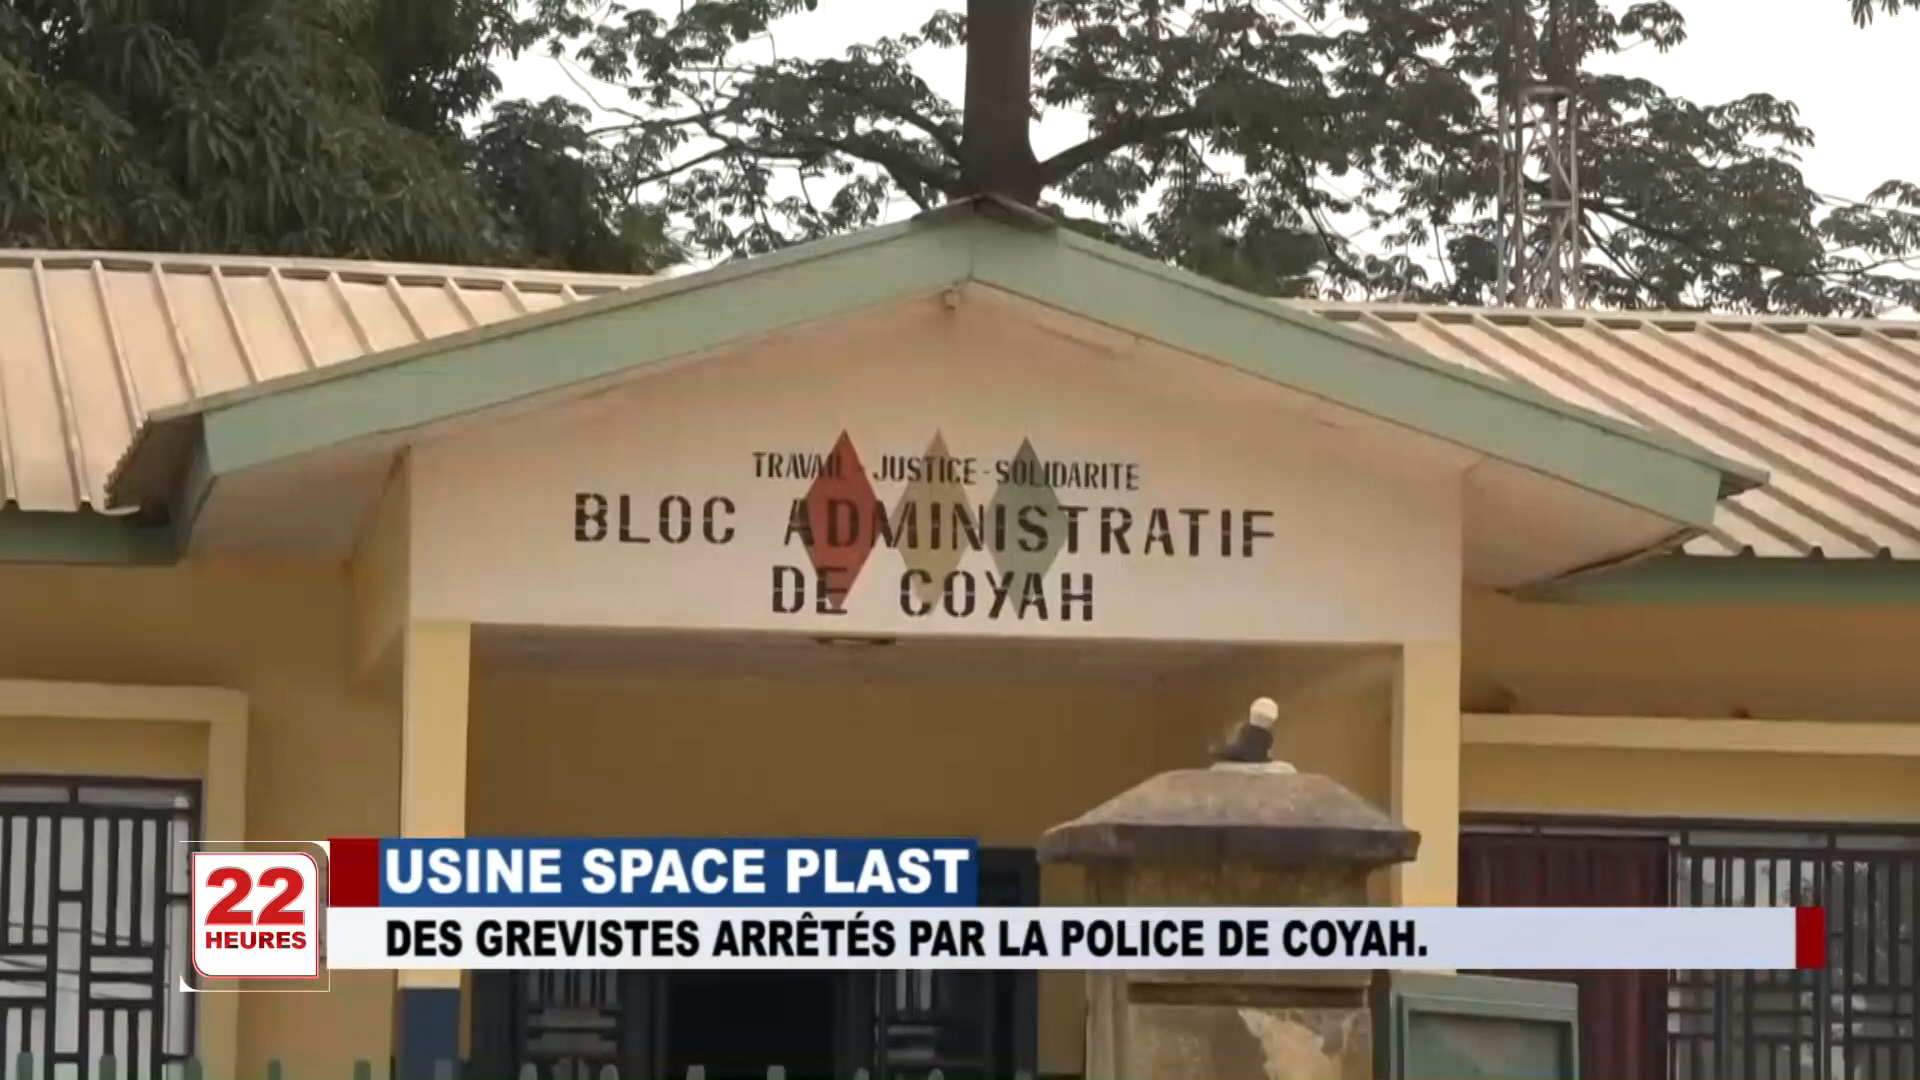 TRAVAIL - JUSTICE - SOLIDARITE
BLOC ADMINISTRATIF
DE COYAH
22
HEURES
USINE SPACE PLAST
DES GREVISTES ARRÊTÉS PAR LA POLICE DE COYAH.